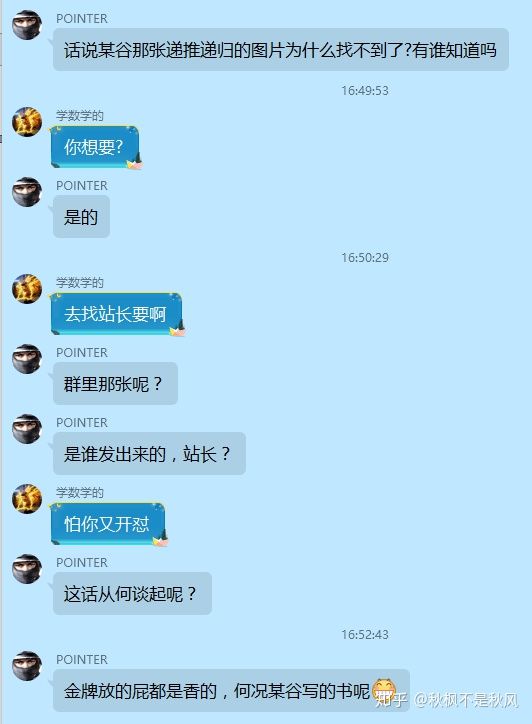 POINTER
话说某谷那张递推递归的图片为什么找不到了?有谁知道吗
16:49:53
学数学的
你想要?
POINTER
是的
16:50:29
学数学的
去找站长要啊
POINTER
群里那张呢？
POINTER
是谁发出来的，站长？
学数学的
怕你又开怼
POINTER
这话从何谈起呢？
16:52:43
POINTER
金牌放的屁都是香的，何况某谷写的书呢
知乎 @秋枫不是秋风